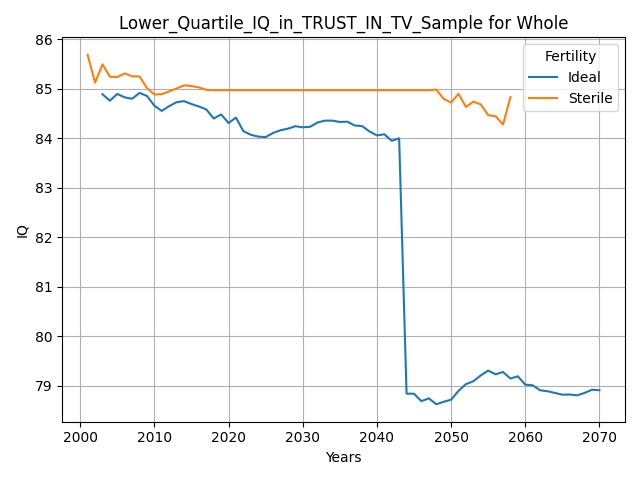 Lower_Quartile_IQ_in_TRUST_IN_TV_Sample for Whole
86
85
84
83
82
81
80
79
IQ
Fertility
Ideal
Sterile
2000 2010 2020 2030 2040 2050 2060 2070
Years